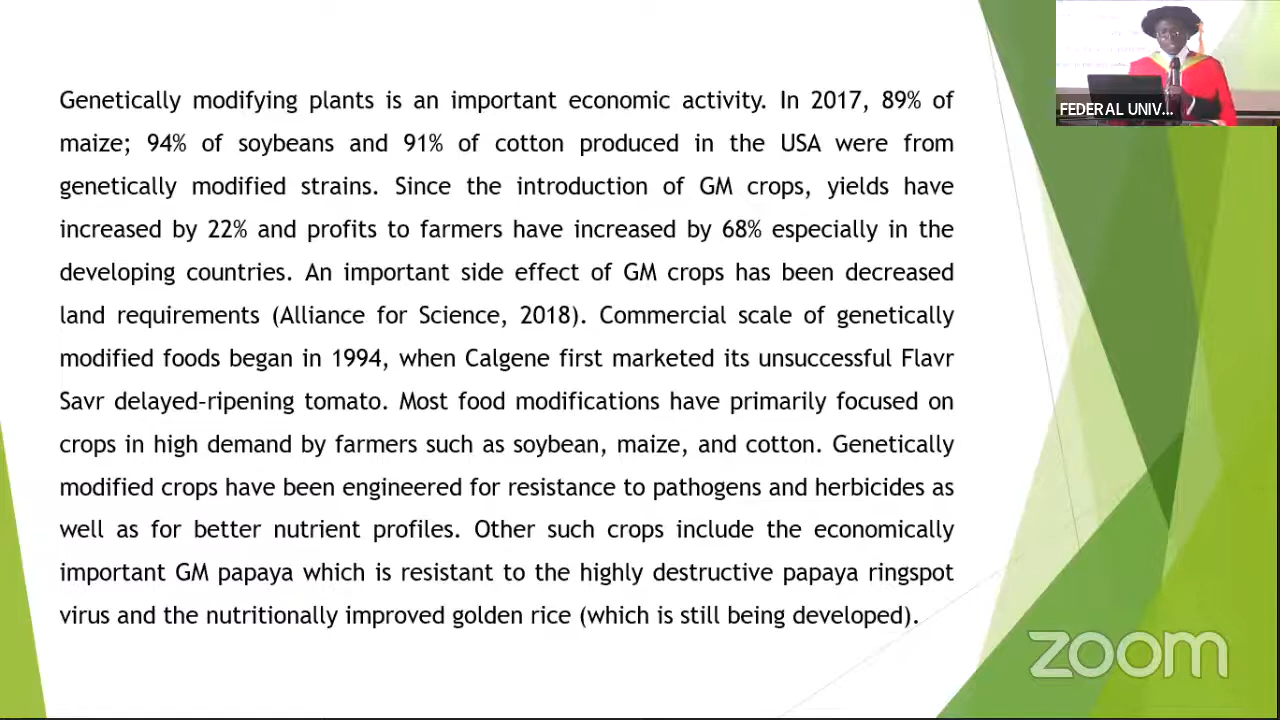 Genetically modifying plants is an important economic activity. In 2017, 89% of
maize; 94% of soybeans and 91% of cotton produced in the USA were from
genetically modified strains. Since the introduction of GM crops, yields have
increased by 22% and profits to farmers have increased by 68% especially in the
developing countries. An important side effect of GM crops has been decreased
land requirements (Alliance for Science, 2018). Commercial scale of genetically
modified foods began in 1994, when Calgene first marketed its unsuccessful Flavr
Savr delayed-ripening tomato. Most food modifications have primarily focused on
crops in high demand by farmers such as soybean, maize, and cotton. Genetically
modified crops have been engineered for resistance to pathogens and herbicides as
well as for better nutrient profiles. Other such crops include the economically
important GM papaya which is resistant to the highly destructive papaya ringspot
virus and the nutritionally improved golden rice (which is still being developed).
FEDERAL UNIV...
zoom